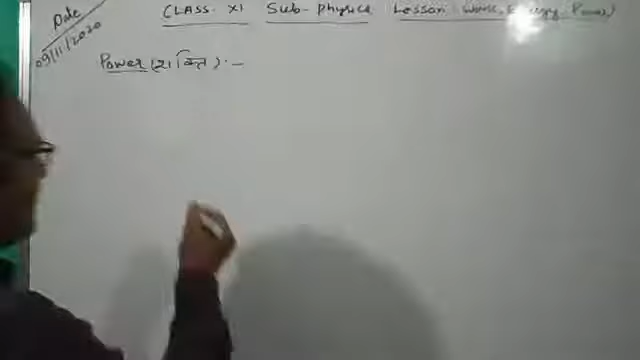 Date
09/11/2020
CLASS - XI Sub - Physics Lesson : Work, Energy, Power)
Power (शक्ति) : -